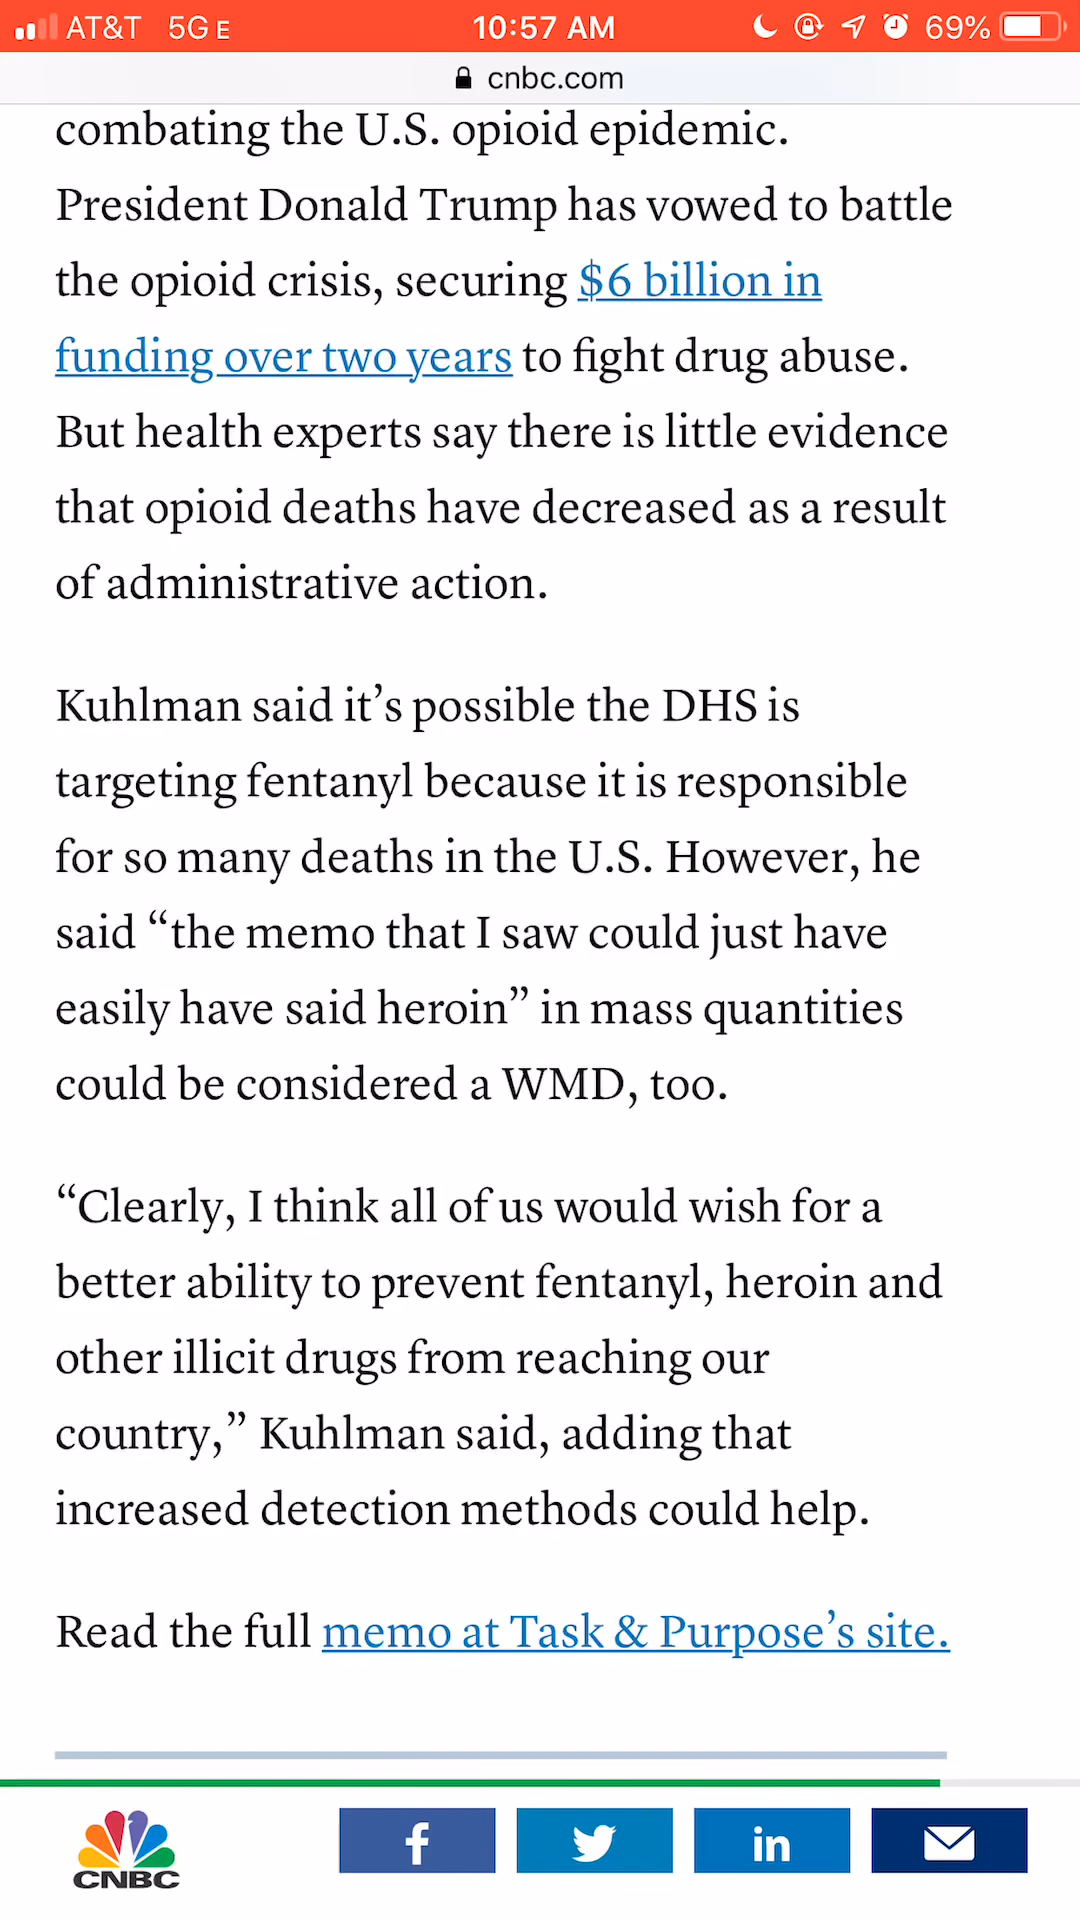 AT&T 5G E 10:57 AM 69%
cnbc.com
combating the U.S. opioid epidemic.
President Donald Trump has vowed to battle
the opioid crisis, securing $6 billion in
funding over two years to fight drug abuse.
But health experts say there is little evidence
that opioid deaths have decreased as a result
of administrative action.
Kuhlman said it’s possible the DHS is
targeting fentanyl because it is responsible
for so many deaths in the U.S. However, he
said “the memo that I saw could just have
easily have said heroin” in mass quantities
could be considered a WMD, too.
“Clearly, I think all of us would wish for a
better ability to prevent fentanyl, heroin and
other illicit drugs from reaching our
country,” Kuhlman said, adding that
increased detection methods could help.
Read the full memo at Task & Purpose’s site.
CNBC
f in